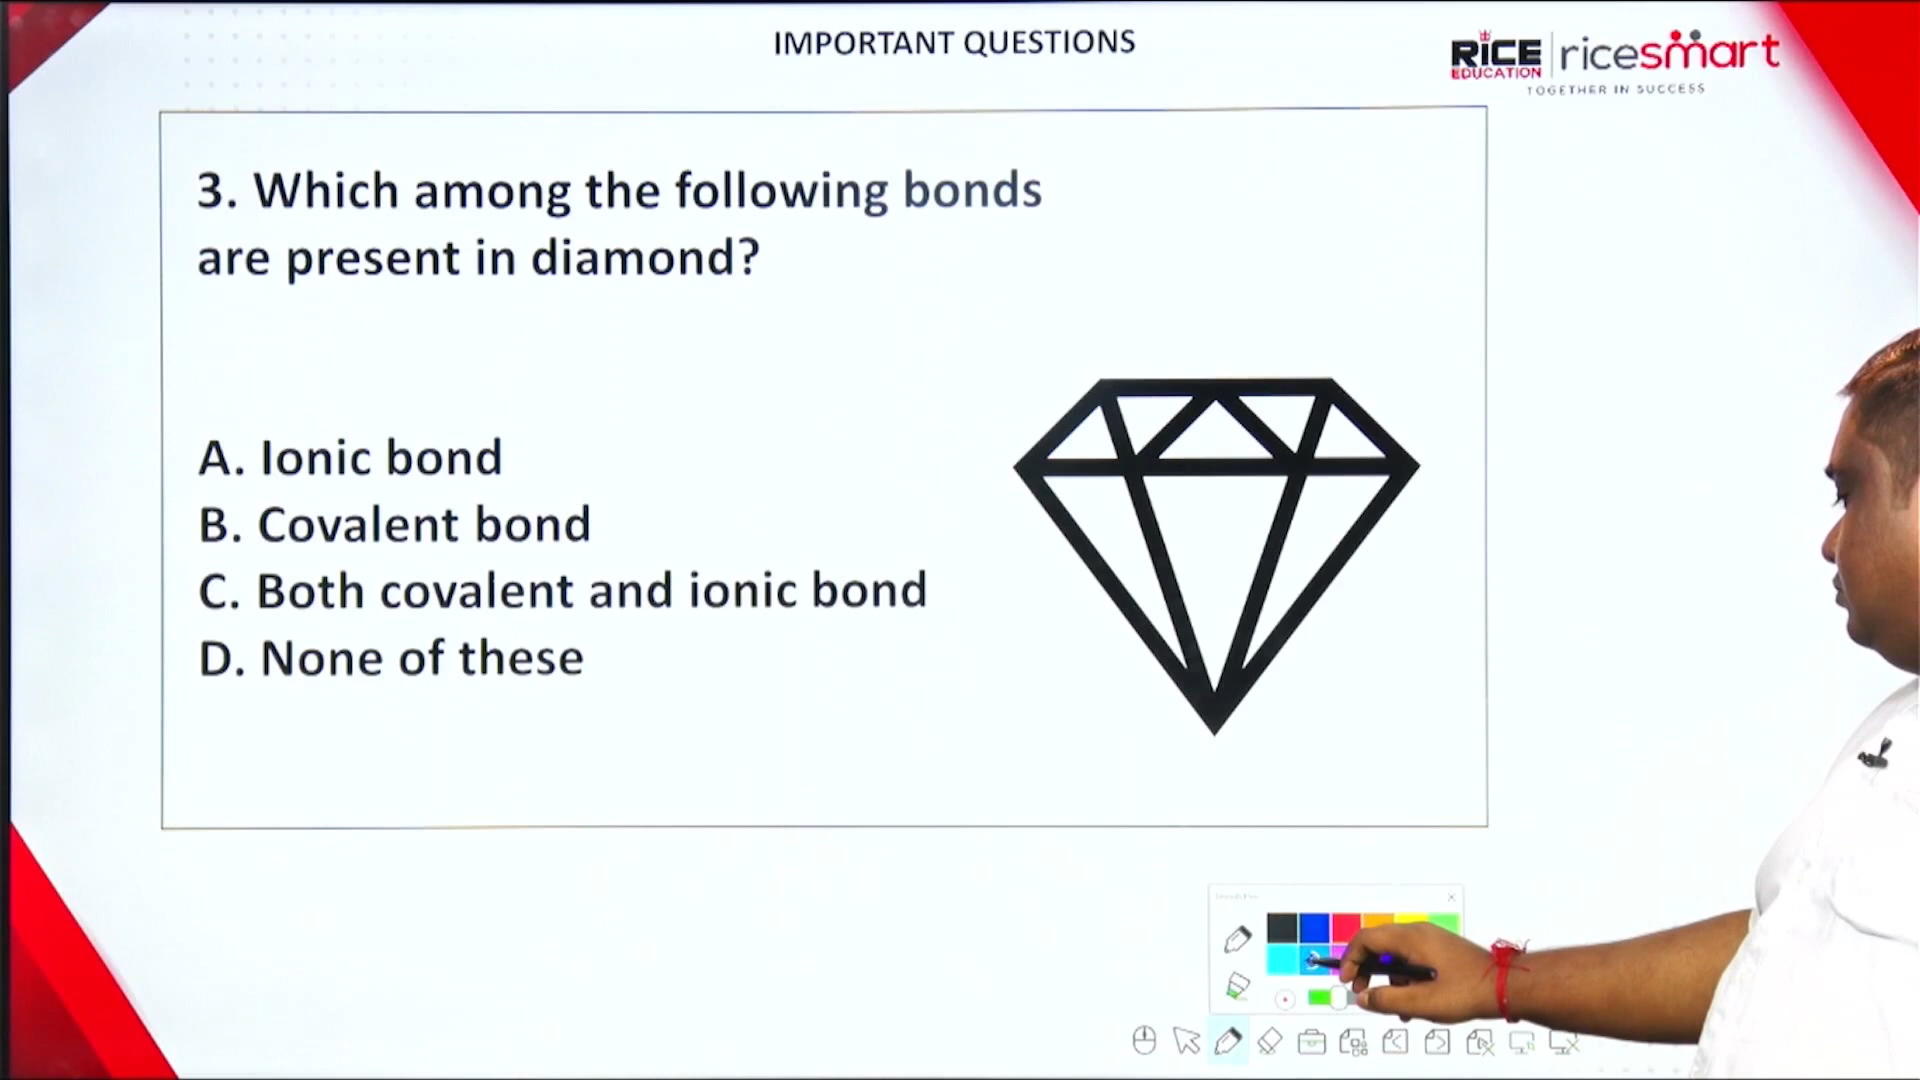 IMPORTANT QUESTIONS
RICE
EDUCATION
ricesmart
TOGETHER IN SUCCESS
3. Which among the following bonds
are present in diamond?
A. Ionic bond
B. Covalent bond
C. Both covalent and ionic bond
D. None of these